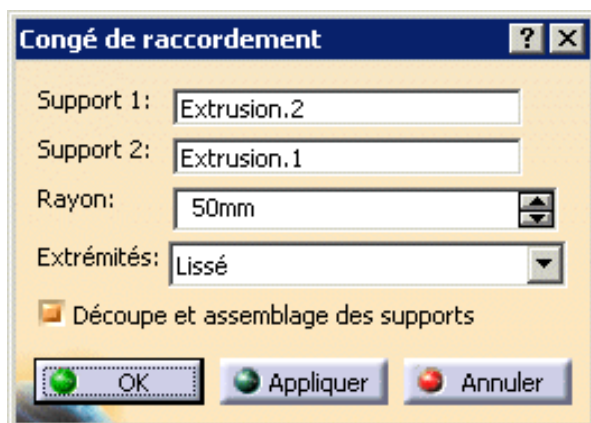 Congé de raccordement ? X
Support 1: Extrusion.2
Support 2: Extrusion.1
Rayon: 50mm
Extrémités: Lissé
Découpe et assemblage des supports
OK Appliquer Annuler